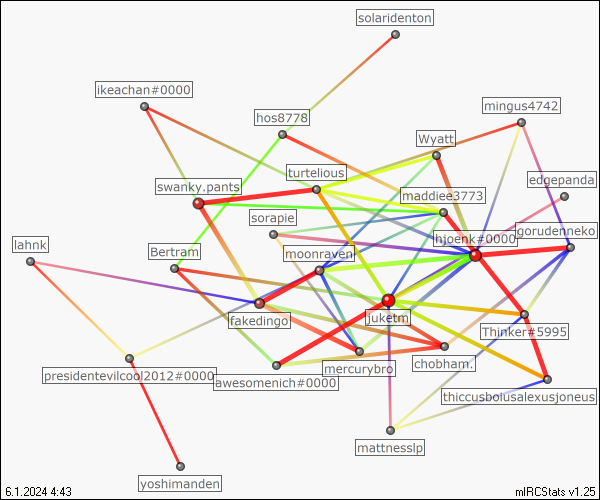 solaridenton
ikeachan#0000
mingus4742
hos8778
Wyatt
turtelious
edgepanda
swanky.pants
maddiee3773
sorapie
gorudenneko
lhjoenk#0000
lahnk
Bertram
moonraven
fakedingo
juketm
Thinker#5995
chobham.
mercurybro
presidentevilcool2012#0000
awesomenich#0000
thiccusboiusalexusjoneus
mattnesslp
yoshimanden
6.1.2024 4:43
mIRCStats v1.25